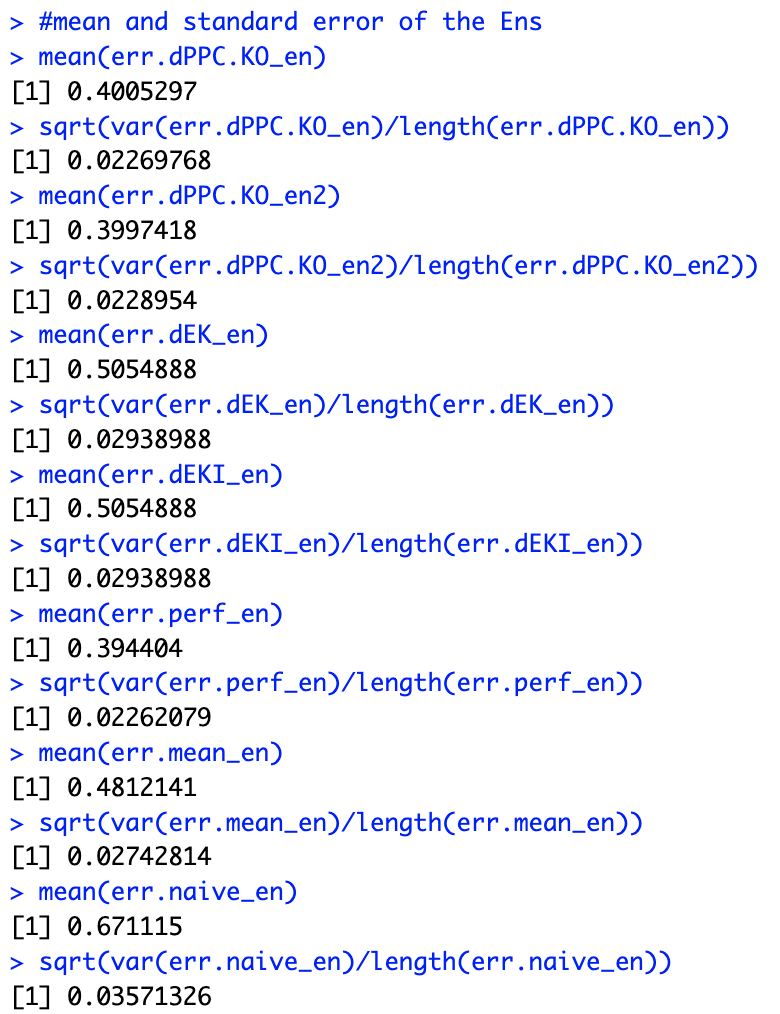 > #mean and standard error of the Ens
> mean(err.dPPC.KO_en)
[1] 0.4005297
> sqrt(var(err.dPPC.KO_en)/length(err.dPPC.KO_en))
[1] 0.02269768
> mean(err.dPPC.KO_en2)
[1] 0.3997418
> sqrt(var(err.dPPC.KO_en2)/length(err.dPPC.KO_en2))
[1] 0.0228954
> mean(err.dEK_en)
[1] 0.5054888
> sqrt(var(err.dEK_en)/length(err.dEK_en))
[1] 0.02938988
> mean(err.dEKI_en)
[1] 0.5054888
> sqrt(var(err.dEKI_en)/length(err.dEKI_en))
[1] 0.02938988
> mean(err.perf_en)
[1] 0.394404
> sqrt(var(err.perf_en)/length(err.perf_en))
[1] 0.02262079
> mean(err.mean_en)
[1] 0.4812141
> sqrt(var(err.mean_en)/length(err.mean_en))
[1] 0.02742814
> mean(err.naive_en)
[1] 0.671115
> sqrt(var(err.naive_en)/length(err.naive_en))
[1] 0.03571326